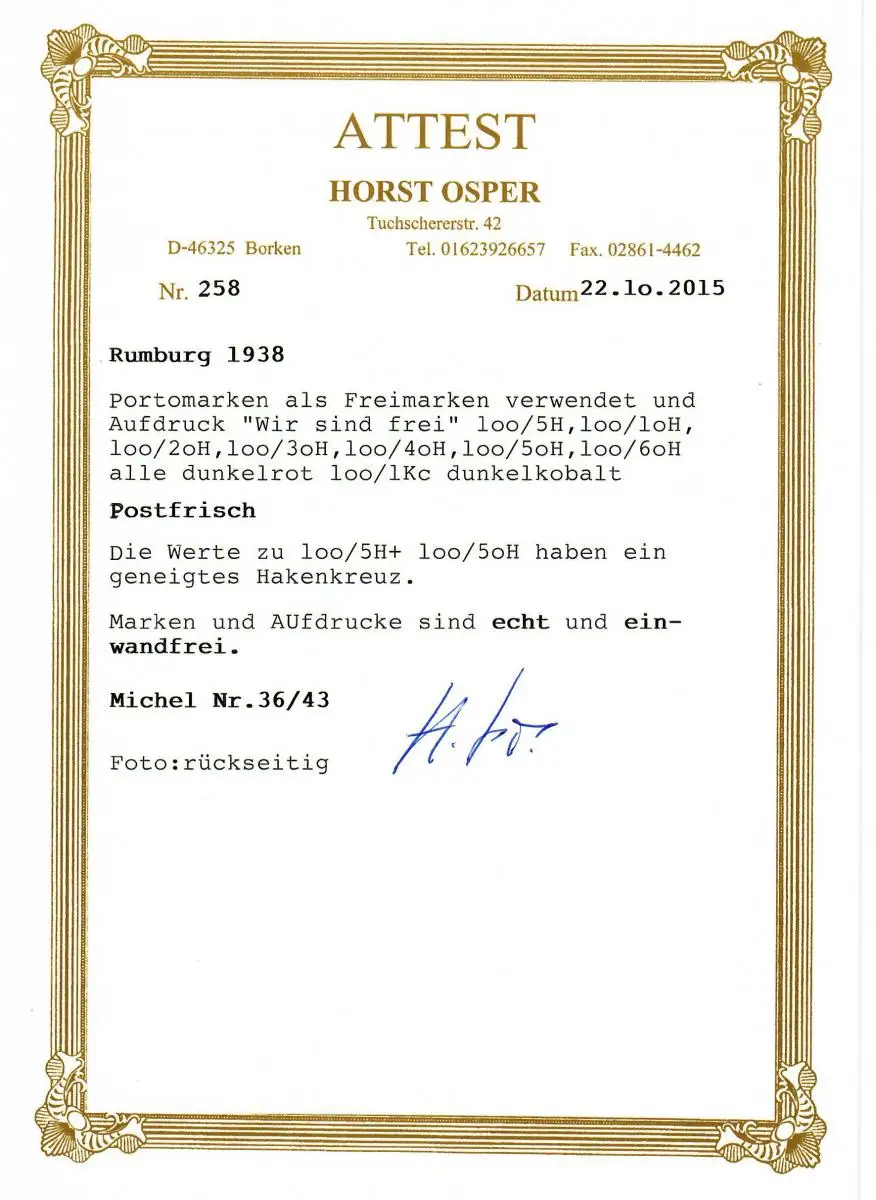 ATTEST
HORST OSPER
Tuchschererstr. 42
D-46325 Borken Tel. 01623926657 Fax. 02861-4462
Nr. 258 Datum 22.1o.2015
Rumburg 1938
Portomarken als Freimarken verwendet und
Aufdruck "Wir sind frei" loo/5H,loo/loH,
loo/2oH,loo/3oH,loo/4oH,loo/5oH,loo/6oH
alle dunkelrot loo/lKc dunkelkobalt
Postfrisch
Die Werte zu loo/5H+ loo/5oH haben ein
geneigtes Hakenkreuz.
Marken und AUfdrucke sind echt und ein-
wandfrei.
Michel Nr.36/43
Foto:rückseitig